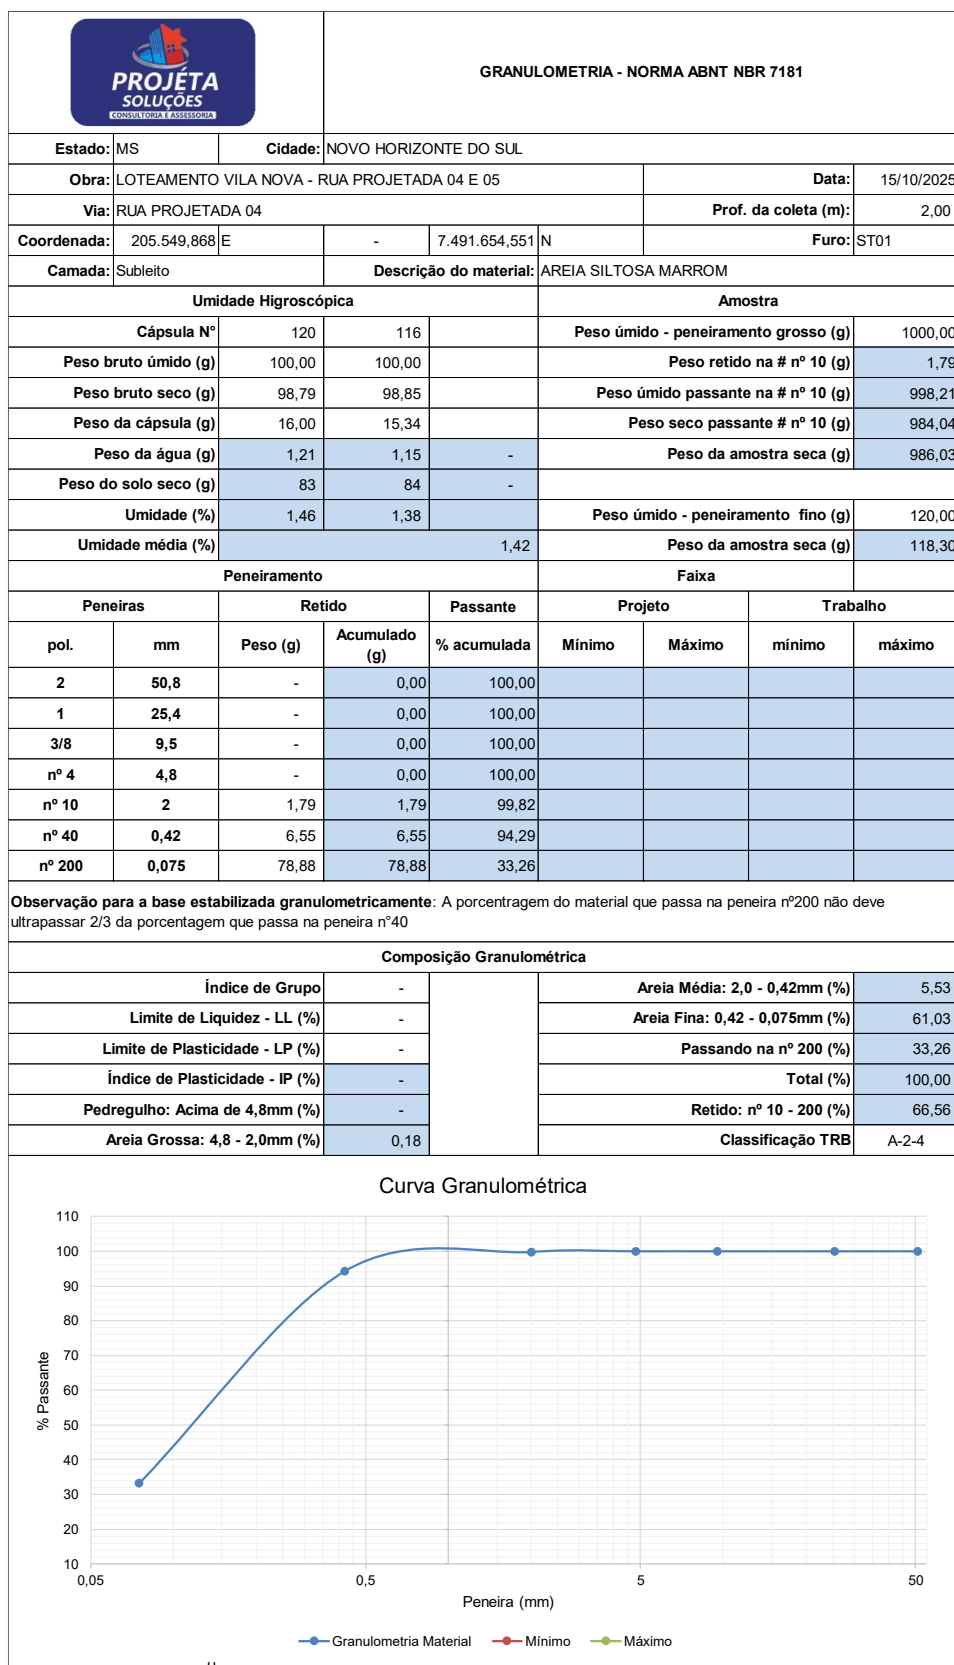 PROJÉTA
SOLUÇÕES
CONSULTORIA E ASSESSORIA
GRANULOMETRIA - NORMA ABNT NBR 7181
Estado: MS Cidade: NOVO HORIZONTE DO SUL
Obra: LOTEAMENTO VILA NOVA - RUA PROJETADA 04 E 05 Data: 15/10/2025
Via: RUA PROJETADA 04 Prof. da coleta (m): 2,00
Coordenada: 205.549,868 E - 7.491.654,551 N Furo: ST01
Camada: Subleito Descrição do material: AREIA SILTOSA MARROM
Umidade Higroscópica Amostra
Cápsula N° 120 116 Peso úmido - peneiramento grosso (g) 1000,00
Peso bruto úmido (g) 100,00 100,00 Peso retido na # nº 10 (g) 1,79
Peso bruto seco (g) 98,79 98,85 Peso úmido passante na # nº 10 (g) 998,21
Peso da cápsula (g) 16,00 15,34 Peso seco passante # nº 10 (g) 984,04
Peso da água (g) 1,21 1,15 - Peso da amostra seca (g) 986,03
Peso do solo seco (g) 83 84 -
Umidade (%) 1,46 1,38 Peso úmido - peneiramento fino (g) 120,00
Umidade média (%) 1,42 Peso da amostra seca (g) 118,30
Peneiramento Faixa
Peneiras Retido Passante Projeto Trabalho
pol. mm Peso (g) Acumulado (g) % acumulada Mínimo Máximo mínimo máximo
2 50,8 - 0,00 100,00
1 25,4 - 0,00 100,00
3/8 9,5 - 0,00 100,00
nº 4 4,8 - 0,00 100,00
nº 10 2 1,79 1,79 99,82
nº 40 0,42 6,55 6,55 94,29
nº 200 0,075 78,88 78,88 33,26
Observação para a base estabilizada granulometricamente: A porcentragem do material que passa na peneira nº200 não deve
ultrapassar 2/3 da porcentagem que passa na peneira n°40
Composição Granulométrica
Índice de Grupo - Areia Média: 2,0 - 0,42mm (%) 5,53
Limite de Liquidez - LL (%) - Areia Fina: 0,42 - 0,075mm (%) 61,03
Limite de Plasticidade - LP (%) - Passando na nº 200 (%) 33,26
Índice de Plasticidade - IP (%) - Total (%) 100,00
Pedregulho: Acima de 4,8mm (%) - Retido: nº 10 - 200 (%) 66,56
Areia Grossa: 4,8 - 2,0mm (%) 0,18 Classificação TRB A-2-4
Curva Granulométrica
110
100
90
80
70
60
50
40
30
20
10
% Passante
0,05 0,5 5 50
Peneira (mm)
Granulometria Material Mínimo Máximo